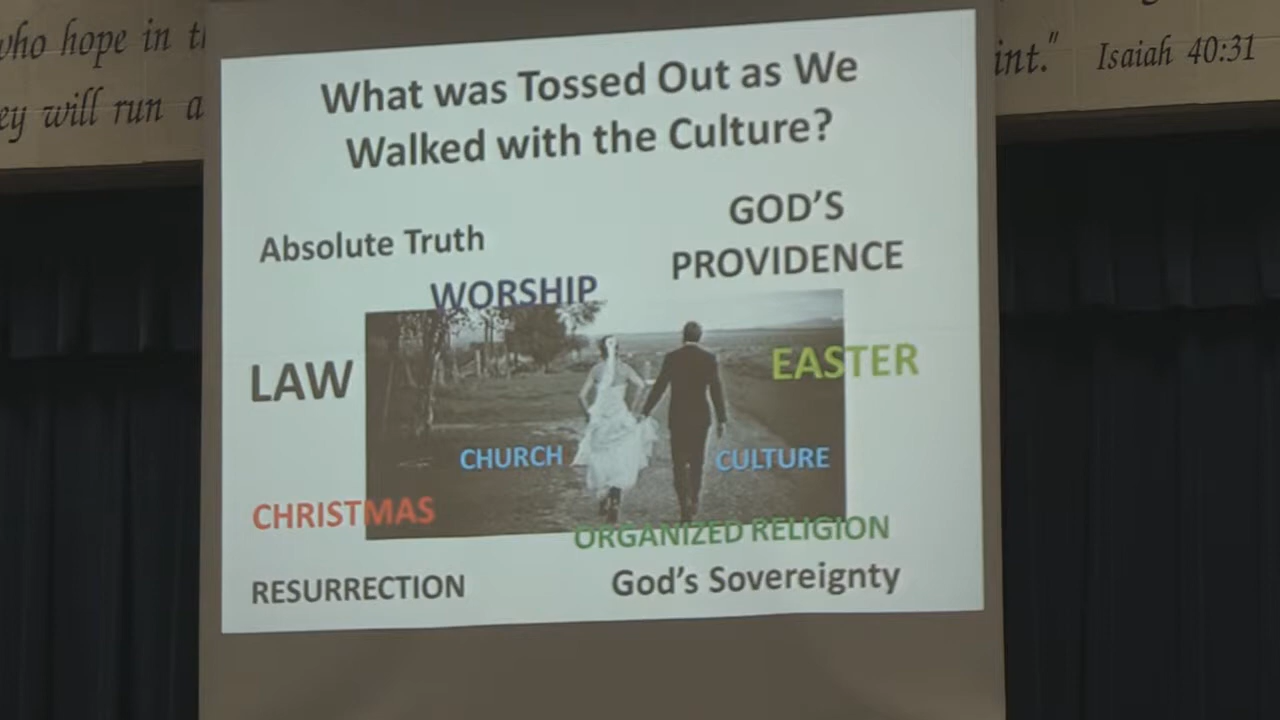 who hope in
int." Isaiah 40:31
will run a
What was Tossed Out as We
Walked with the Culture?
GOD'S
PROVIDENCE
Absolute Truth
WORSHIP
LAW
EASTER
CHURCH
CULTURE
CHRISTMAS
ORGANIZED RELIGION
RESURRECTION
God's Sovereignty